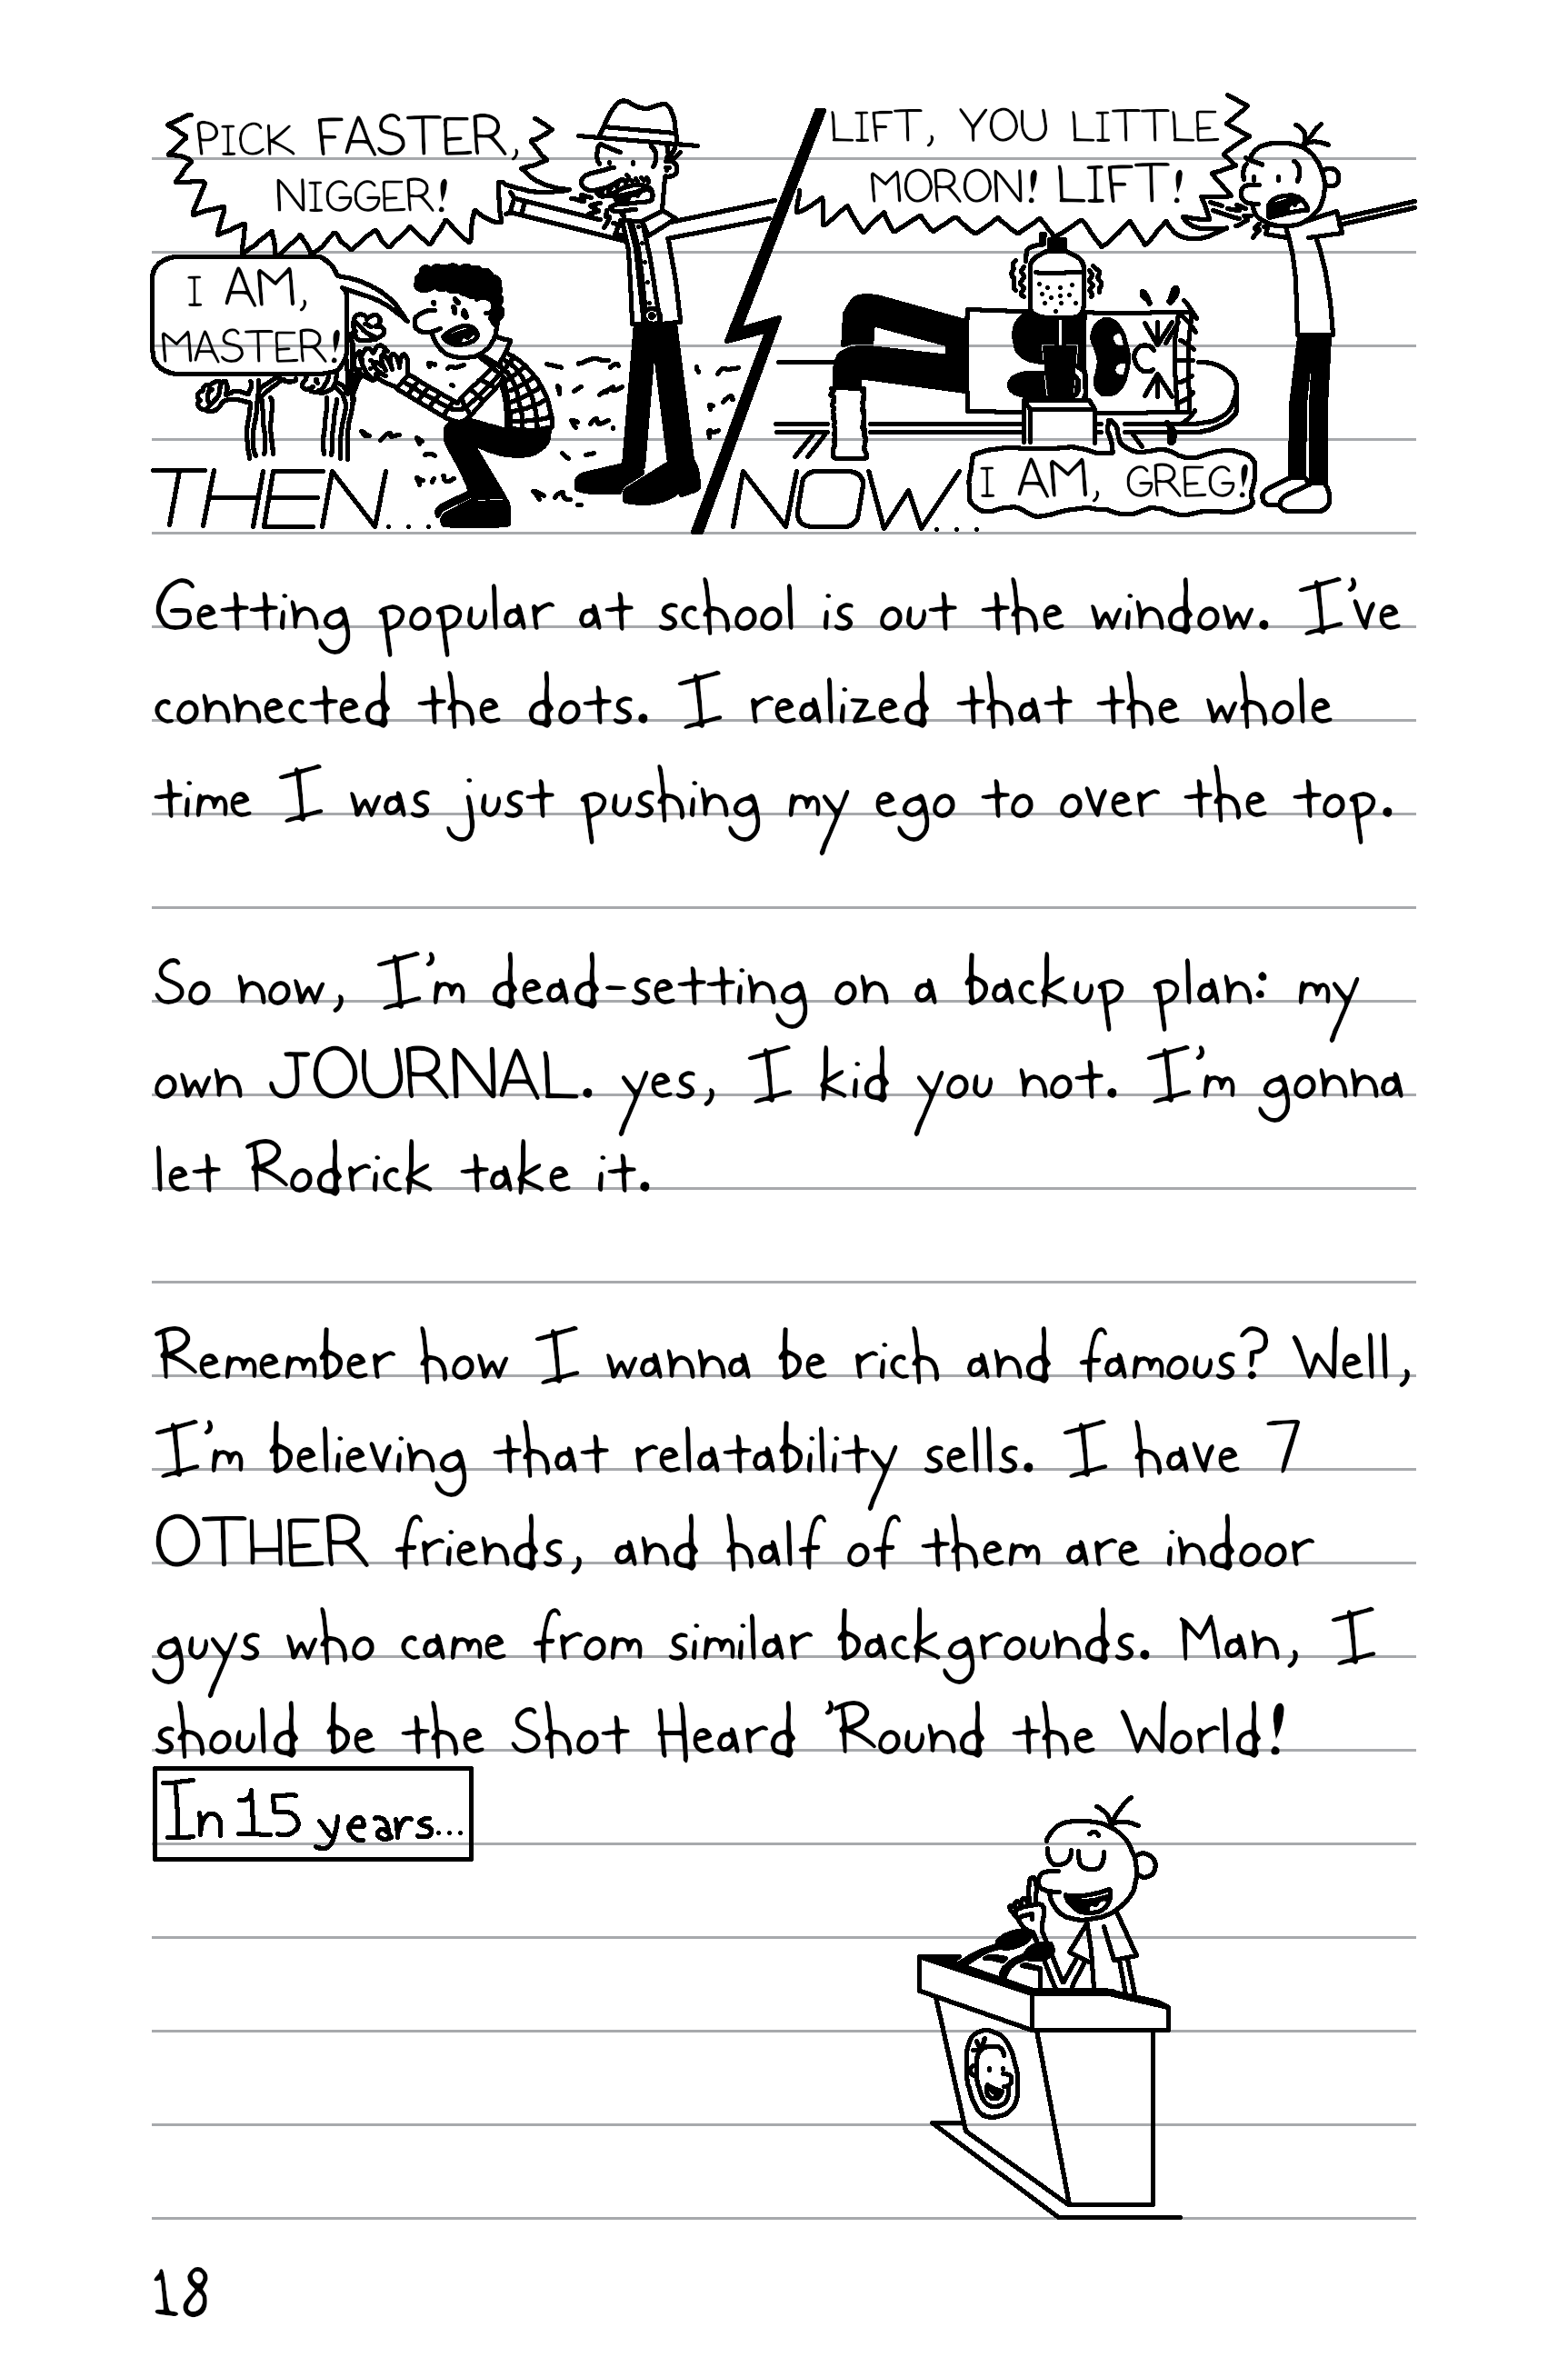 PICK FASTER,
NIGGER!
I AM,
MASTER!
THEN...
LIFT, YOU LITTLE
MORON! LIFT!
I AM, GREG!
NOW...
Getting popular at school is out the window. I've
connected the dots. I realized that the whole
time I was just pushing my ego to over the top.
So now, I'm dead-setting on a backup plan: my
own JOURNAL. yes, I kid you not. I'm gonna
let Rodrick take it.
Remember how I wanna be rich and famous? Well,
I'm believing that relatability sells. I have 7
OTHER friends, and half of them are indoor
guys who came from similar backgrounds. Man, I
should be the Shot Heard 'Round the World!
In 15 years...
18